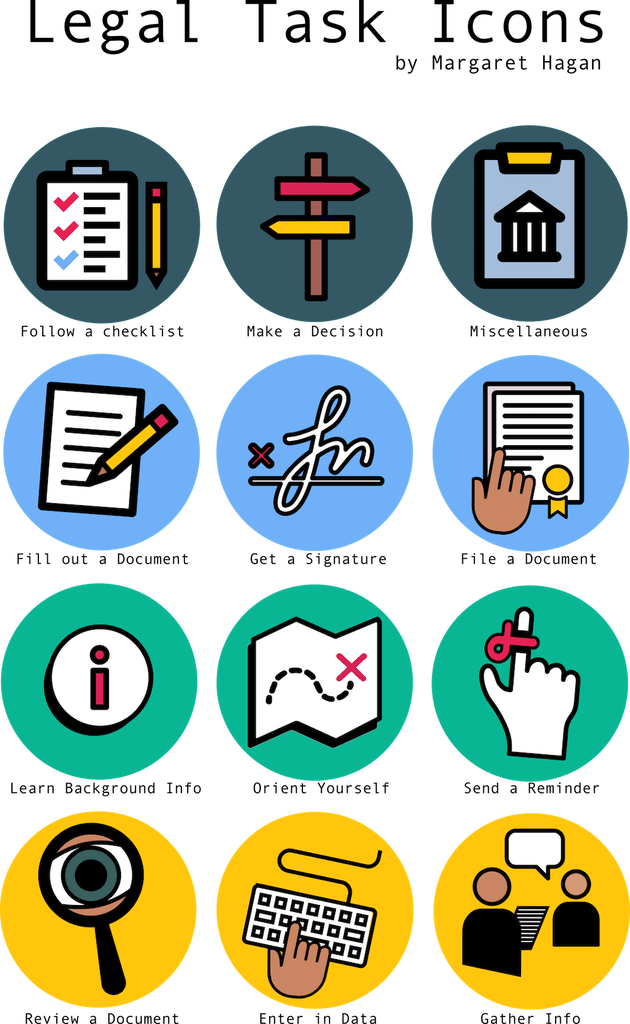 Legal Task Icons
by Margaret Hagan
Follow a checklist
Make a Decision
Miscellaneous
Fill out a Document
Get a Signature
File a Document
Learn Background Info
Orient Yourself
Send a Reminder
Review a Document
Enter in Data
Gather Info